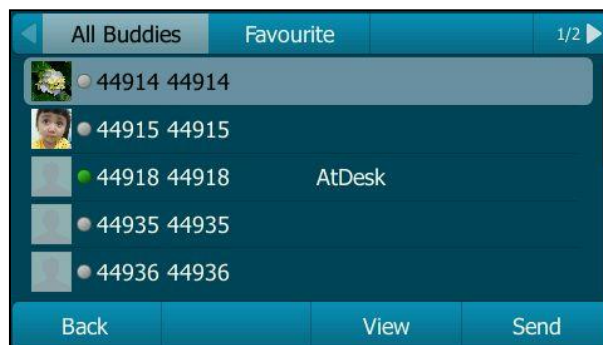 All Buddies Favourite 1/2
44914 44914
44915 44915
44918 44918 AtDesk
44935 44935
44936 44936
Back View Send